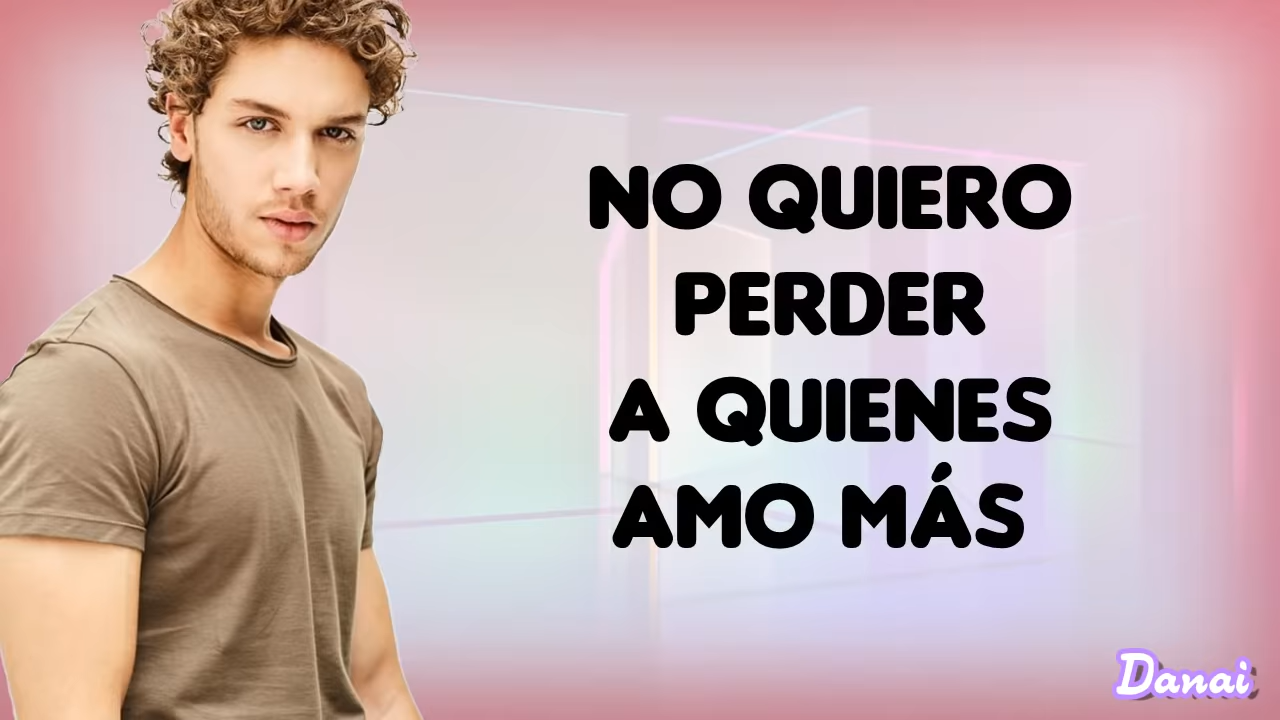 NO QUIERO
PERDER
A QUIENES
AMO MÁS
Danai